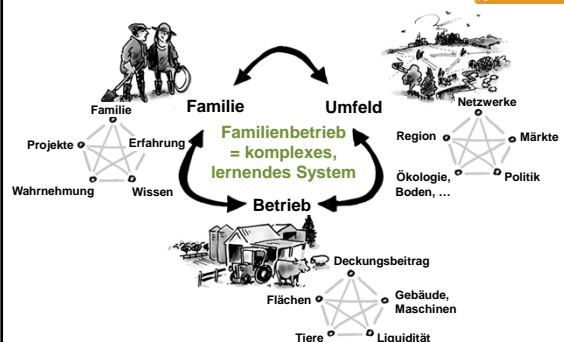 Familie
Umfeld
Familienbetrieb
= komplexes,
lernendes System
Betrieb
Familie
Projekte
Erfahrung
Wahrnehmung
Wissen
Netzwerke
Region
Märkte
Ökologie,
Boden, …
Politik
Deckungsbeitrag
Flächen
Gebäude,
Maschinen
Tiere
Liquidität